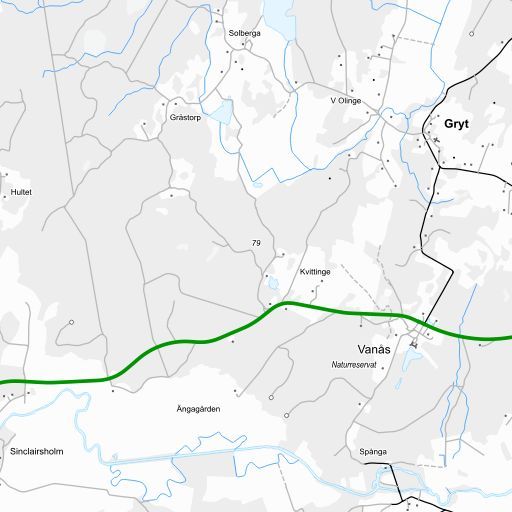 Solberga
V Olinge
Gryt
Gråstorp
Hultet
79
Kvittinge
Vanås
Naturreservat
Ängagården
Sinclairsholm
Spånga